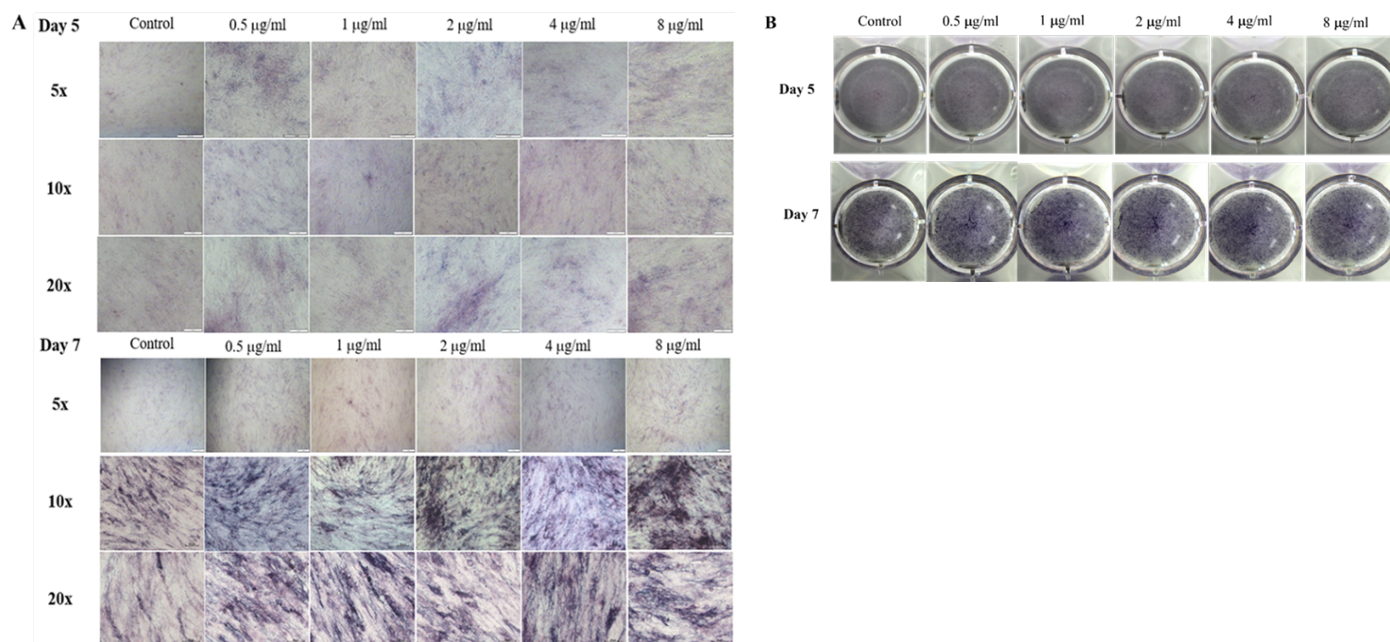 A Day 5 Control 0.5 μg/ml 1 μg/ml 2 μg/ml 4 μg/ml 8 μg/ml
5x
10x
20x
Day 7 Control 0.5 μg/ml 1 μg/ml 2 μg/ml 4 μg/ml 8 μg/ml
5x
10x
20x
B Control 0.5 μg/ml 1 μg/ml 2 μg/ml 4 μg/ml 8 μg/ml
Day 5
Day 7